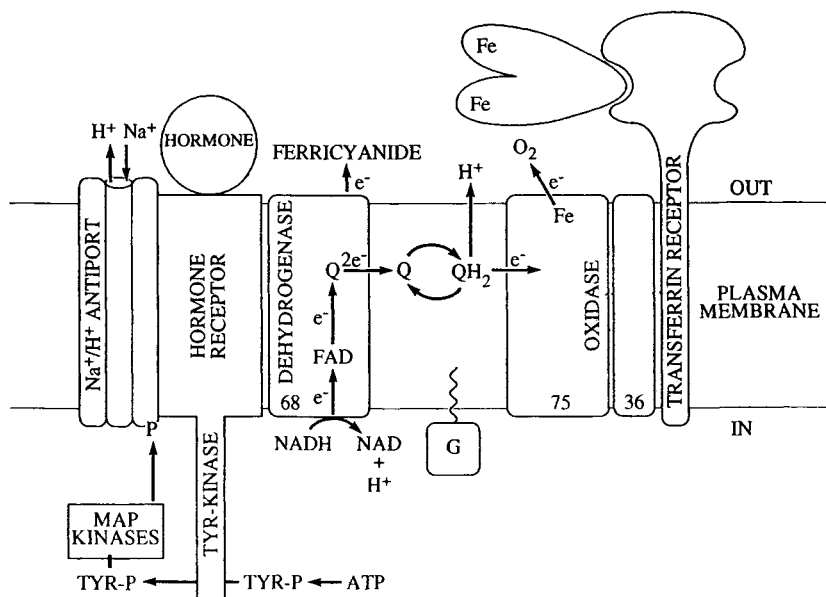 Fe
Fe
H+ Na+
HORMONE
FERRICYANIDE
e-
O2
e-
Fe
H+
OUT
Na+/H+ ANTIPORT
HORMONE
RECEPTOR
DEHYDROGENASE
Q 2e- Q QH2 e-
e-
FAD
e-
68
OXIDASE
75
36
TRANSFERRIN RECEPTOR
PLASMA
MEMBRANE
P
NADH NAD
+
H+
G
IN
TYR-KINASE
MAP
KINASES
TYR-P TYR-P ATP